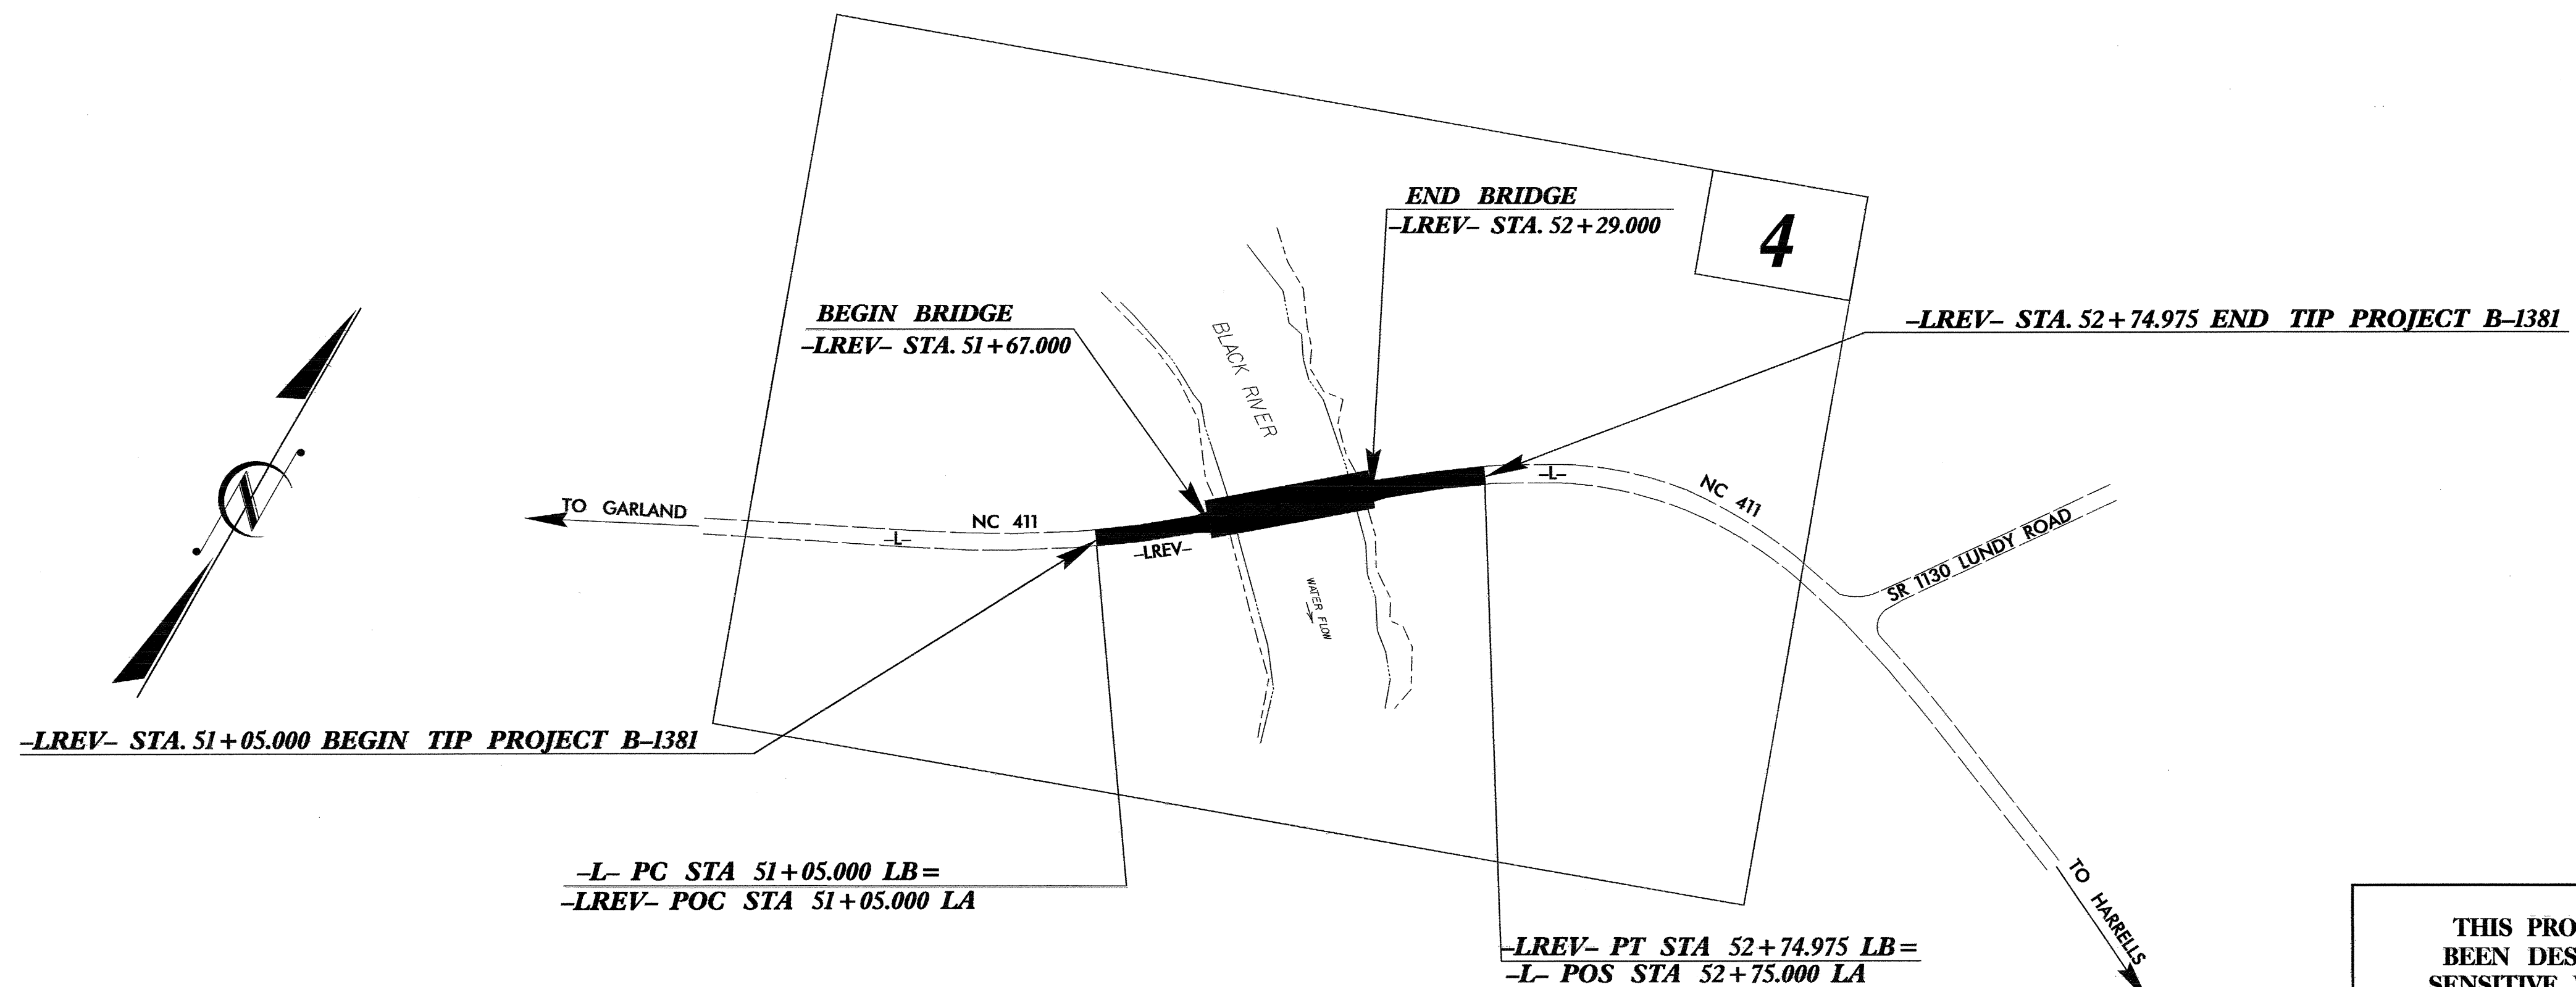 END BRIDGE
-LREV- STA. 52+29.000
4
BEGIN BRIDGE
-LREV- STA. 51+67.000
-LREV- STA. 52+74.975 END TIP PROJECT B-1381
BLACK RIVER
N
TO GARLAND
-L-
NC 411
-LREV-
-L-
NC 411
SR 1130 LUNDY ROAD
WATER FLOW
-LREV- STA. 51+05.000 BEGIN TIP PROJECT B-1381
-L- PC STA 51+05.000 LB=
-LREV- POC STA 51+05.000 LA
-LREV- PT STA 52+74.975 LB=
-L- POS STA 52+75.000 LA
TO HARRELLS
THIS PRO
BEEN DES
SENSITIVE